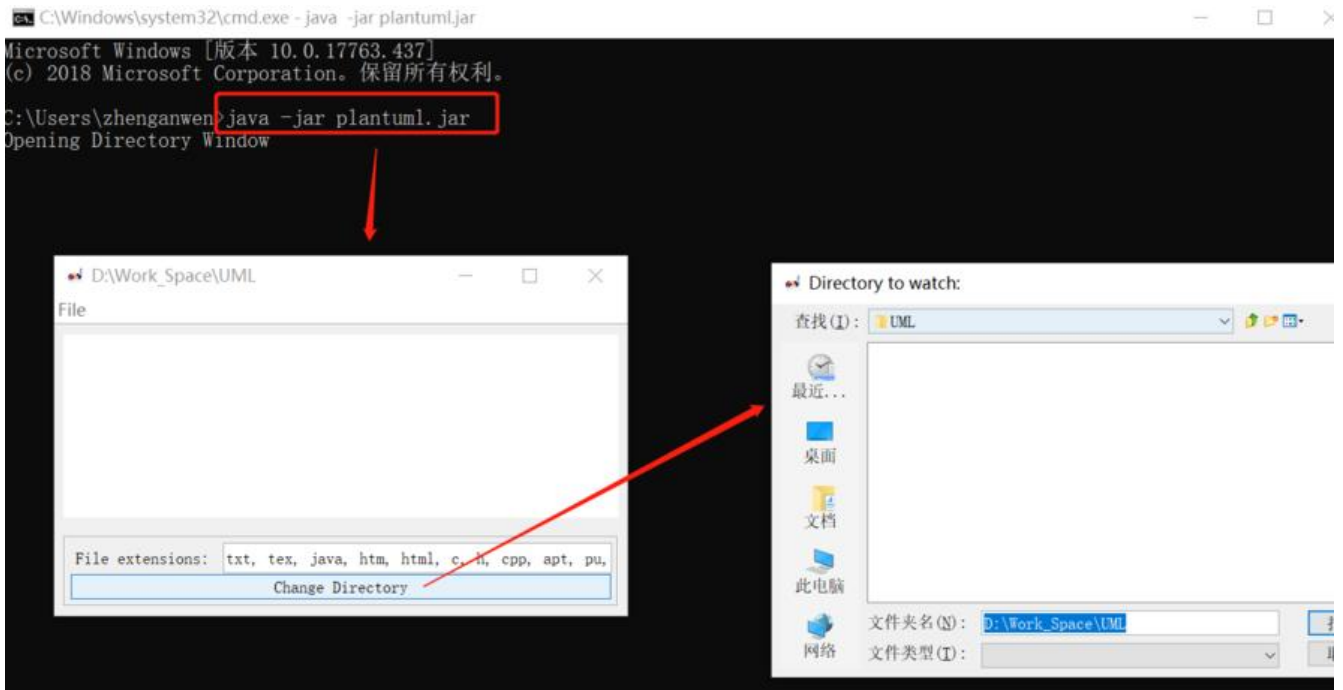 C:\Windows\system32\cmd.exe - java -jar plantuml.jar
Microsoft Windows [版本 10.0.17763.437]
(c) 2018 Microsoft Corporation。保留所有权利。
C:\Users\zhenganwen>java -jar plantuml.jar
Opening Directory Window
D:\Work_Space\UML
File
File extensions: txt, tex, java, htm, html, c, h, cpp, apt, pu,
Change Directory
Directory to watch:
查找(I): UML
最近...
桌面
文档
此电脑
网络
文件夹名(N): D:\Work_Space\UML
文件类型(T):